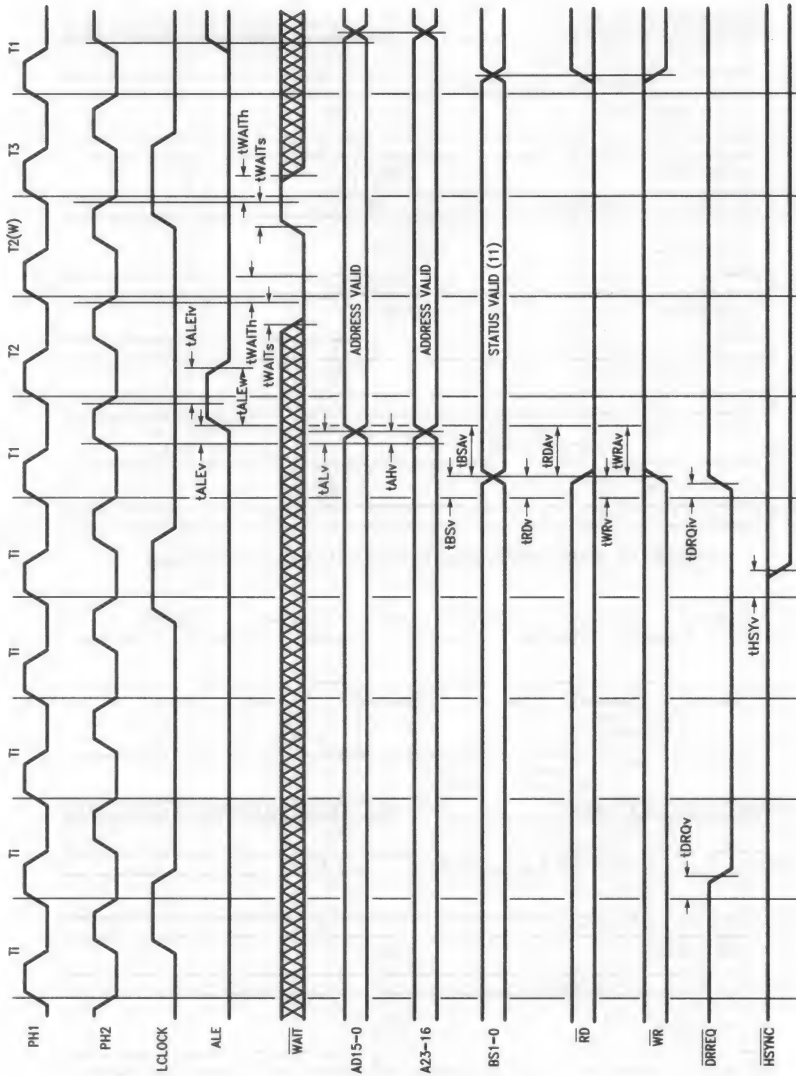 Ti Ti Ti Ti Ti T1 T2 T2(W) T3 T1
PH1
PH2
LCLOCK
tALEv tALEiv
ALE
tALEw
tWAITh tWAITh
tWAITs tWAITs
WAIT
tALv
AD15-0 ADDRESS VALID
tAHv
A23-16 ADDRESS VALID
tBSv tBSAv
BS1-0 STATUS VALID (11)
tRDv tRDAv
RD
tWRv tWRAv
WR
tDRQv tDRQiv
DRREQ
tHSYv
HSYNC